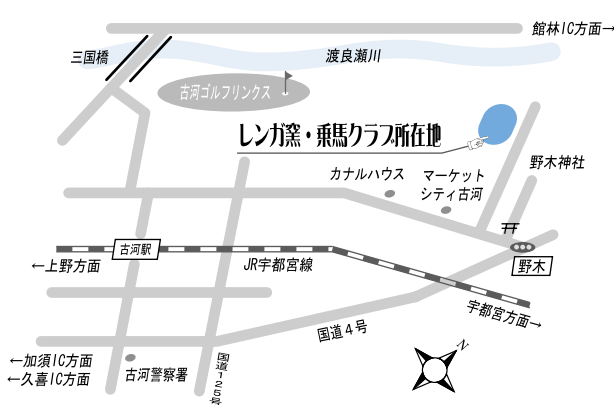 館林IC方面→
三国橋
渡良瀬川
古河ゴルフリンクス
レンガ窯・乗馬クラブ所在地
野木神社
カナルハウス
マーケット
シティ古河
古河駅
←上野方面
JR宇都宮線
野木
宇都宮方面→
国道4号
N
←加須IC方面
←久喜IC方面
古河警察署
国道125号